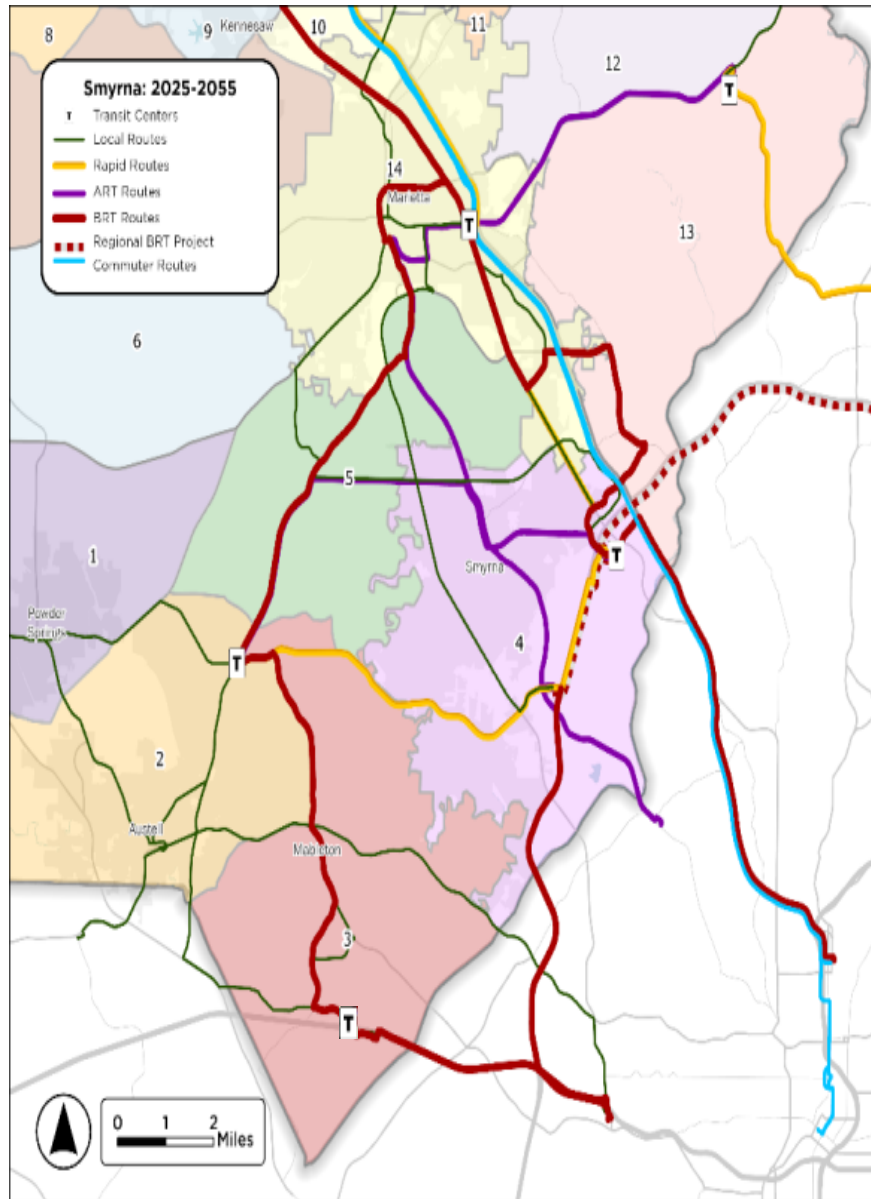 8
9
Kennesaw
10
11
12
Smyrna: 2025-2055
T Transit Centers
Local Routes
Rapid Routes
ART Routes
BRT Routes
Regional BRT Project
Commuter Routes
T
14
Marietta
T
13
6
5
1
T
Smyrna
Powder
Springs
4
T
2
Austell
Mableton
3
T
0 1 2
Miles